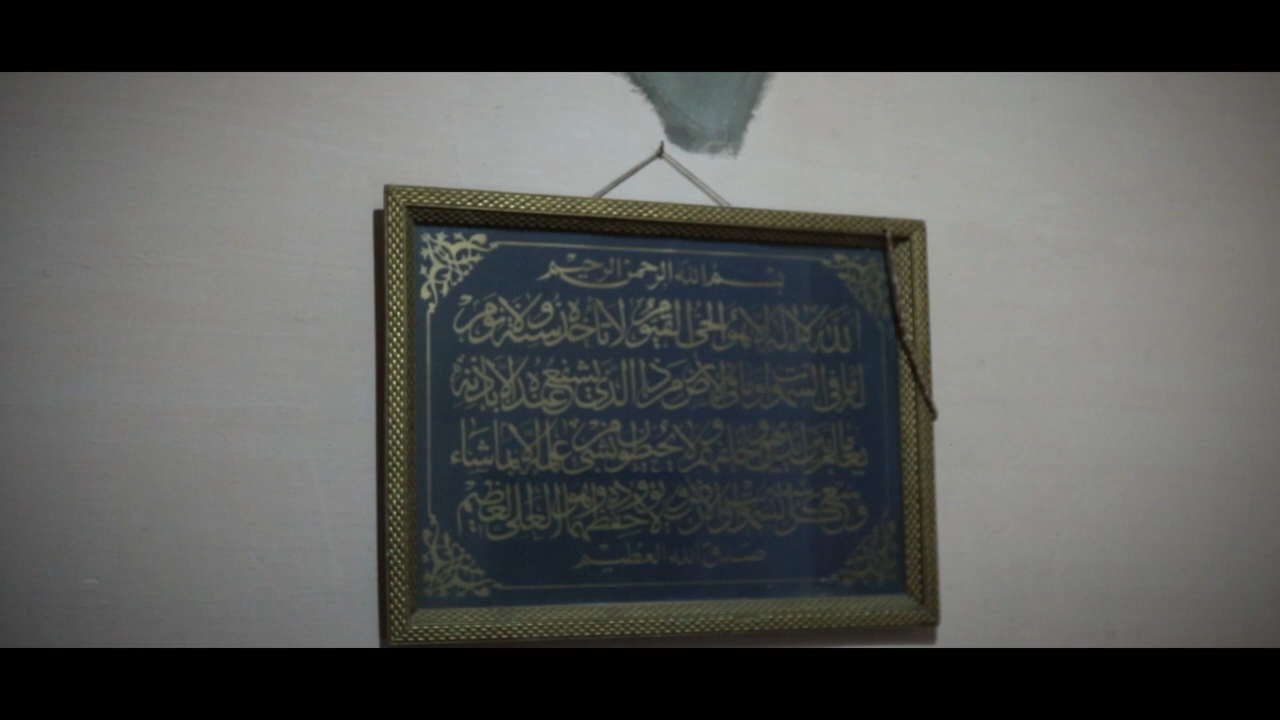 بسم الله الرحمن الرحيم
الله لا إله إلا هو الحي القيوم لا تأخذه سنة ولا نوم
له ما في السموات وما في الأرض من ذا الذي يشفع عنده إلا بإذنه
يعلم ما بين أيديهم وما خلفهم ولا يحيطون بشيء من علمه إلا بما شاء
وسع كرسيه السموات والأرض ولا يؤوده حفظهما وهو العلي العظيم
صدق الله العظيم